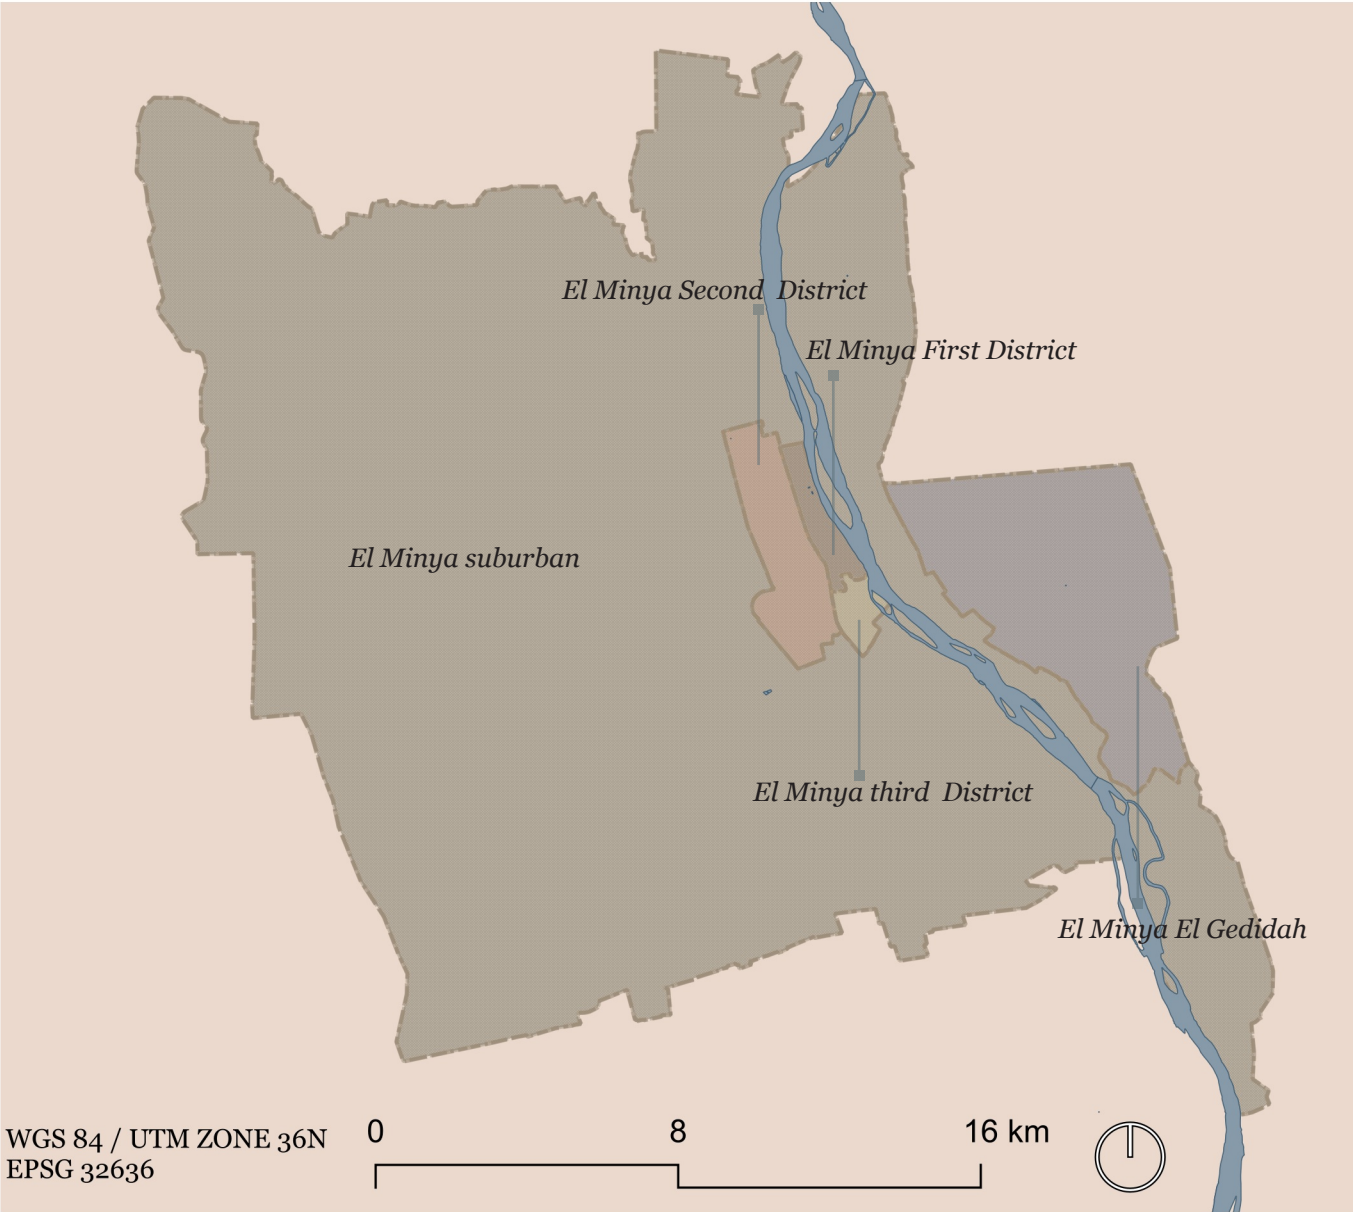 El Minya Second District
El Minya First District
El Minya suburban
El Minya third District
El Minya El Gedidah
WGS 84 / UTM ZONE 36N
EPSG 32636
0 8 16 km